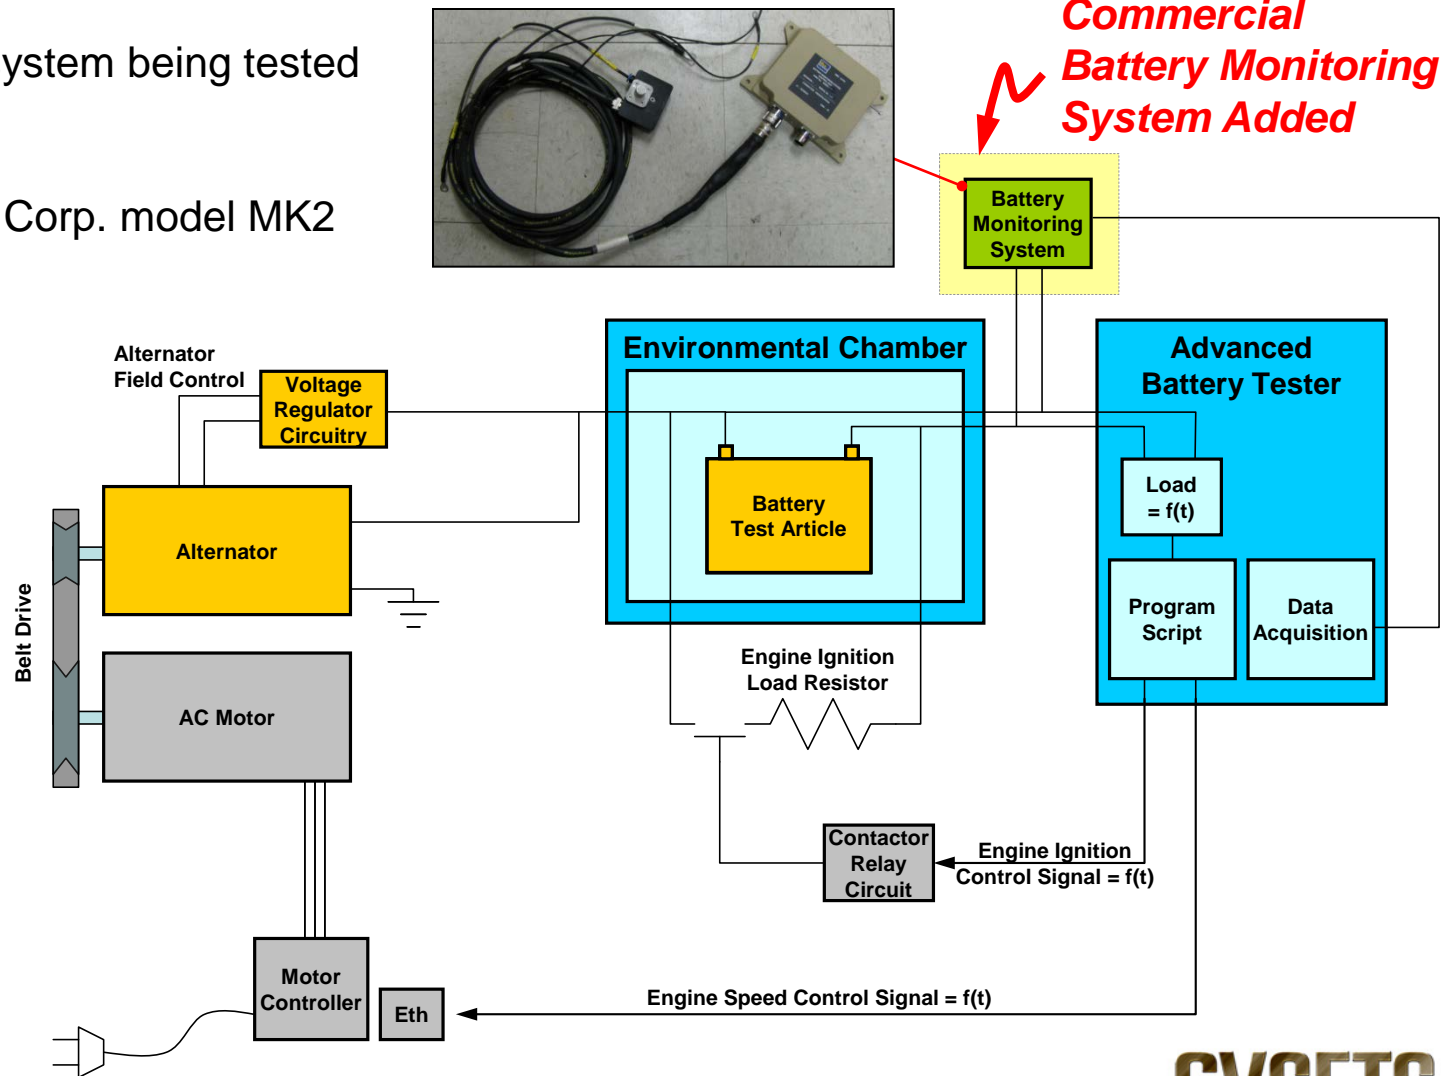 ystem being tested
Corp. model MK2
Commercial
Battery Monitoring
System Added
Battery
Monitoring
System
Environmental Chamber
Advanced
Battery Tester
Alternator
Field Control
Voltage
Regulator
Circuitry
Battery
Test Article
Load
= f(t)
Alternator
Belt Drive
Program
Script
Data
Acquisition
Engine Ignition
Load Resistor
AC Motor
Contactor
Relay
Circuit
Engine Ignition
Control Signal = f(t)
Motor
Controller
Eth
Engine Speed Control Signal = f(t)